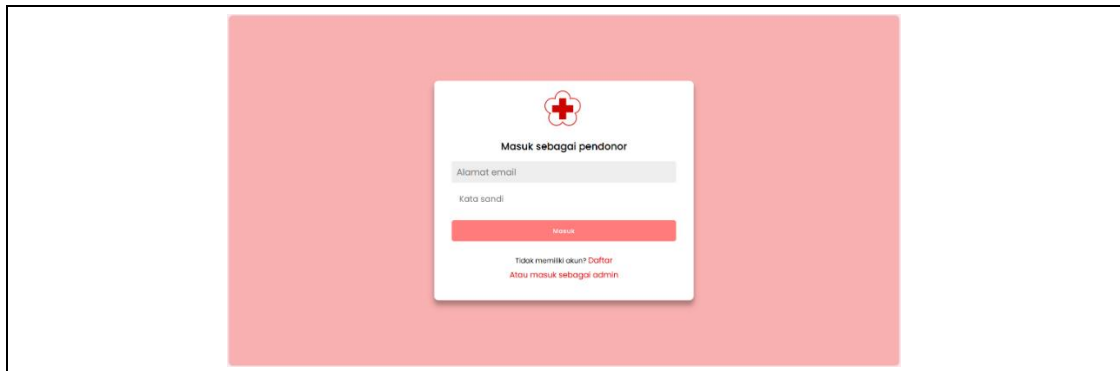 Masuk sebagai pendonor
Alamat email
Kata sandi
Masuk
Tidak memiliki akun? Daftar
Atau masuk sebagai admin